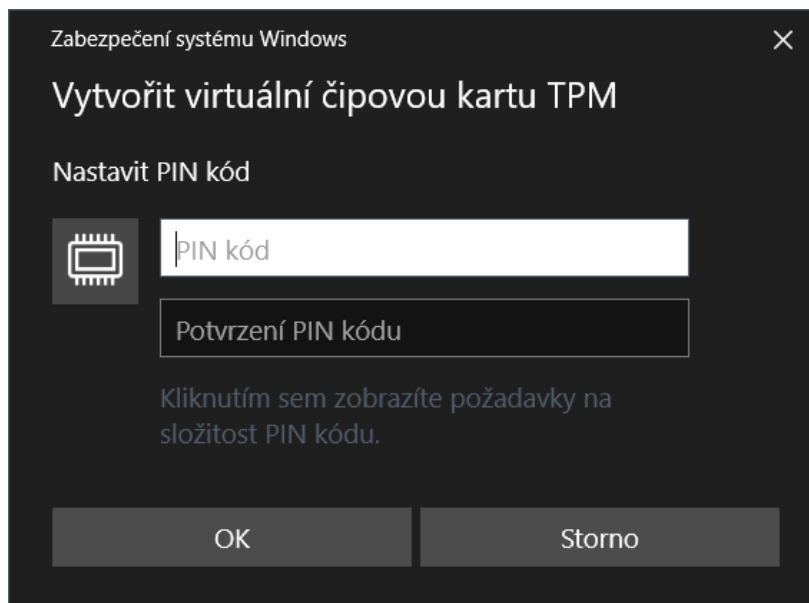 Zabezpečení systému Windows
Vytvořit virtuální čipovou kartu TPM
Nastavit PIN kód
PIN kód
Potvrzení PIN kódu
Kliknutím sem zobrazíte požadavky na
složitost PIN kódu.
OK
Storno